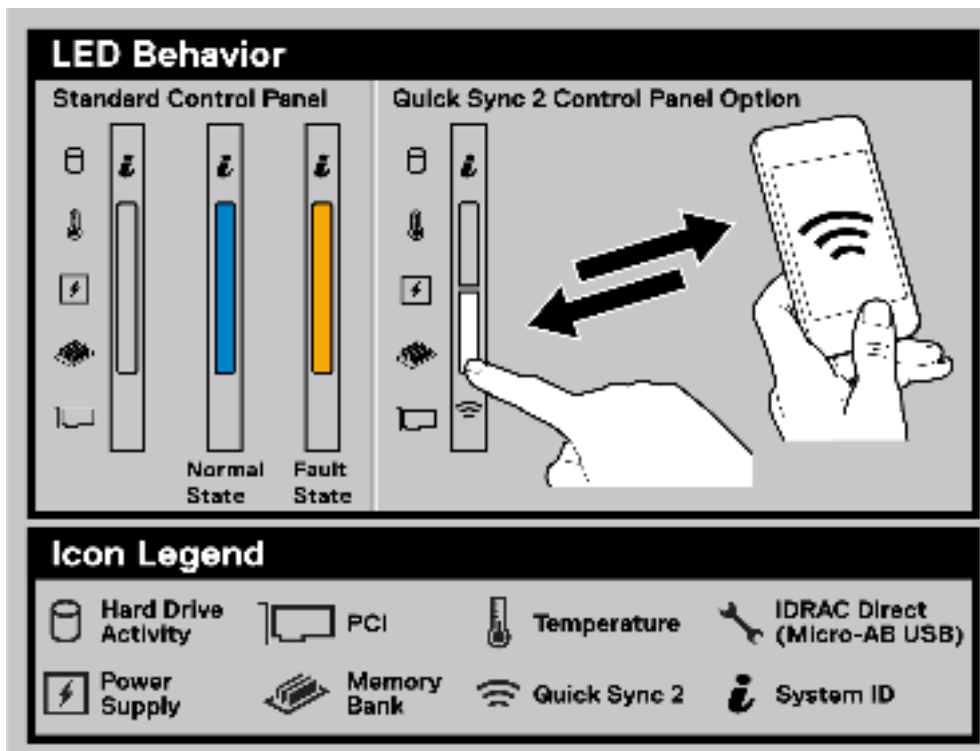 LED Behavior
Standard Control Panel
i
i
i
Normal
State
Fault
State
Quick Sync 2 Control Panel Option
i
Icon Legend
Hard Drive
Activity
PCI
Temperature
IDRAC Direct
(Micro-AB USB)
Power
Supply
Memory
Bank
Quick Sync 2
i
System ID